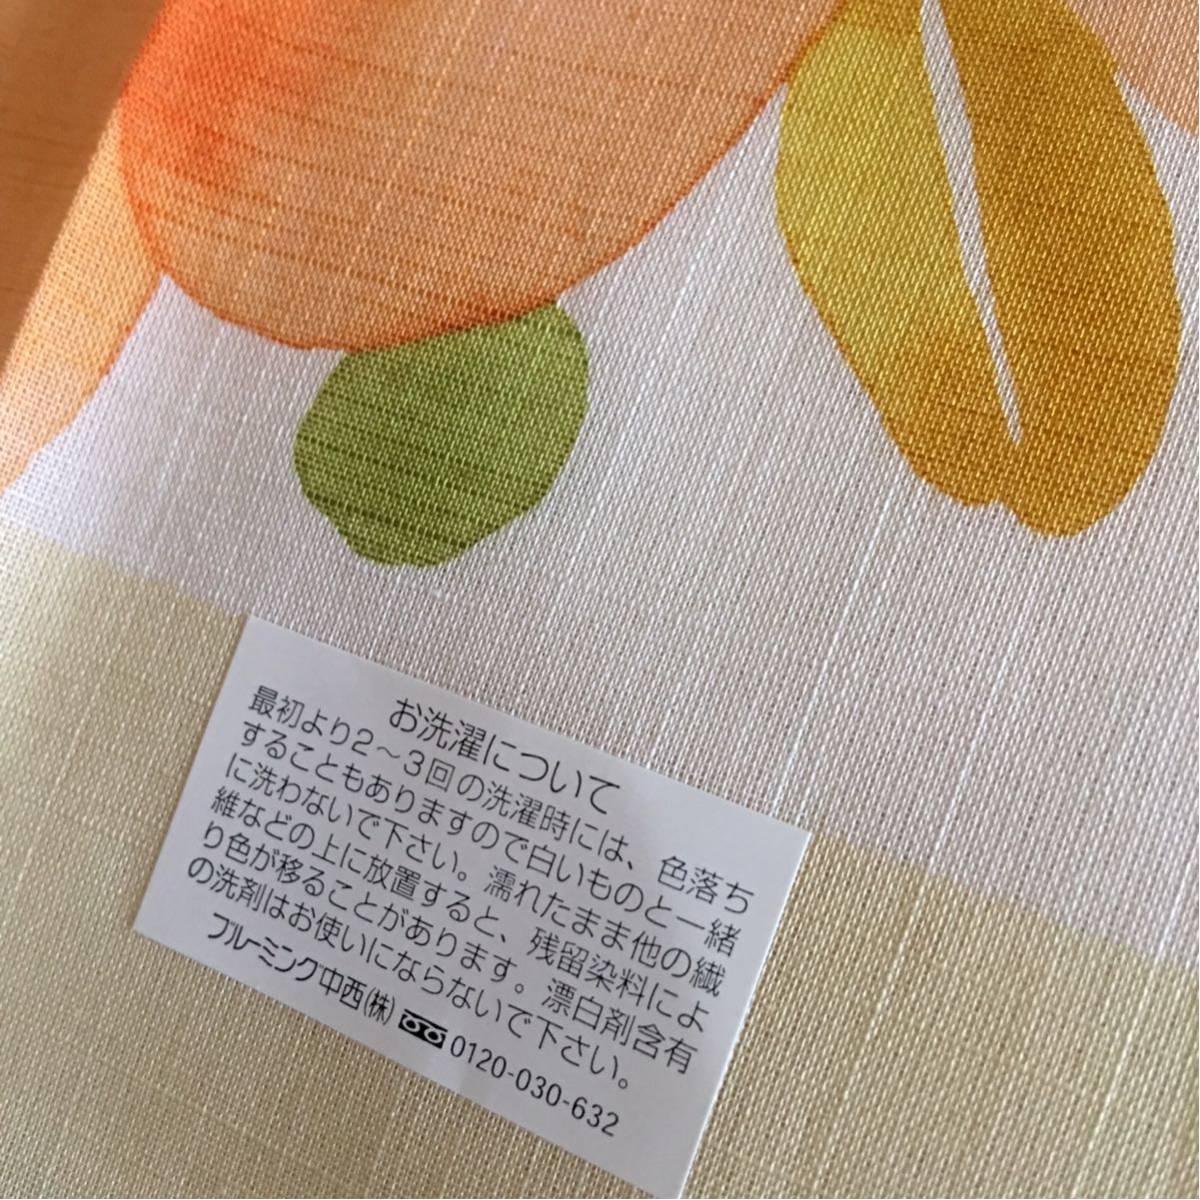 お洗濯について
最初より2～3回の洗濯時には、色落ち
することもありますので白いものと一緒
に洗わないで下さい。濡れたまま他の繊
維などの上に放置すると、残留染料によ
り色が移ることがあります。漂白剤含有
の洗剤はお使いにならないで下さい。
ブルーミング中西(株) 0120-030-632